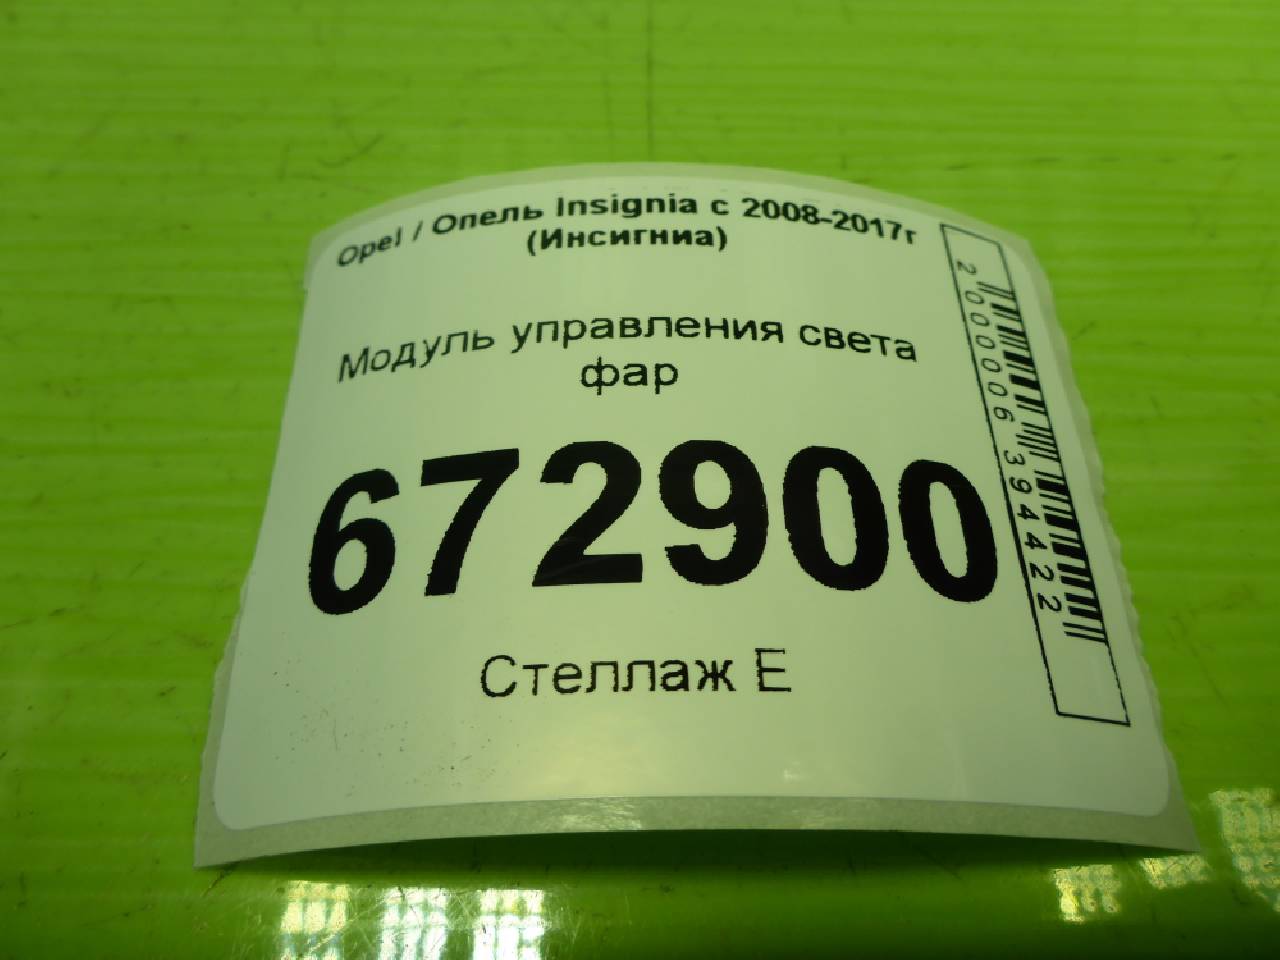 Opel / Опель Insignia с 2008-2017г
(Инсигниа)
Модуль управления света
фар
672900
Стеллаж Е
2000006394422